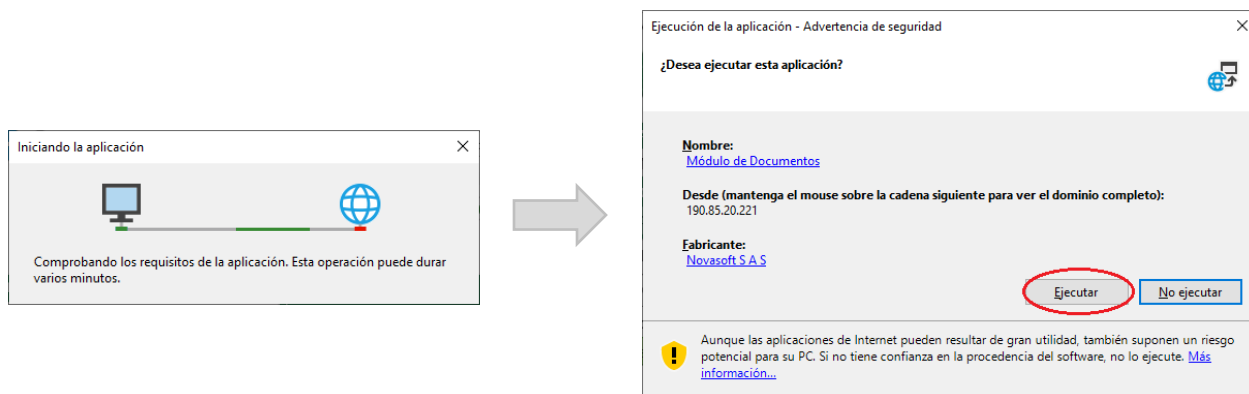 Iniciando la aplicación
Comprobando los requisitos de la aplicación. Esta operación puede durar
varios minutos.
Ejecución de la aplicación - Advertencia de seguridad
¿Desea ejecutar esta aplicación?
Nombre:
Módulo de Documentos
Desde (mantenga el mouse sobre la cadena siguiente para ver el dominio completo):
190.85.20.221
Fabricante:
Novasoft S A S
Ejecutar
No ejecutar
Aunque las aplicaciones de Internet pueden resultar de gran utilidad, también suponen un riesgo
potencial para su PC. Si no tiene confianza en la procedencia del software, no lo ejecute. Más
información...